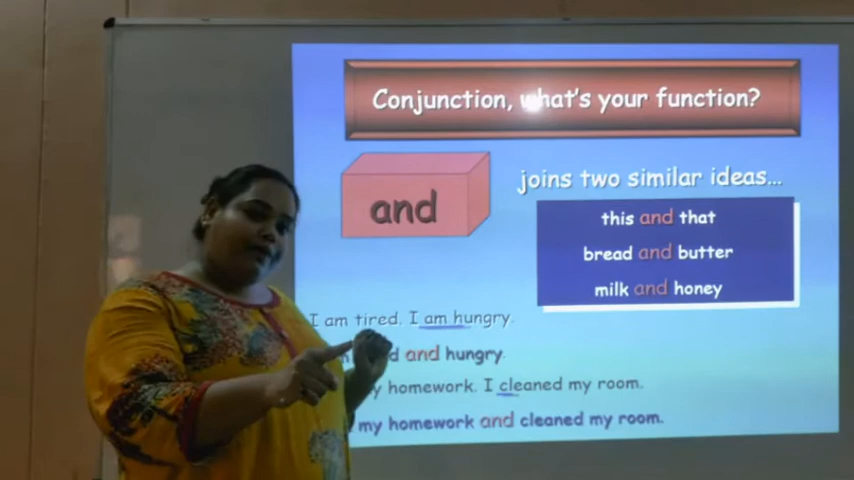 Conjunction, what's your function?
and
joins two similar ideas...
this and that
bread and butter
milk and honey
I am tired. I am hungry.
and hungry.
my homework. I cleaned my room.
my homework and cleaned my room.